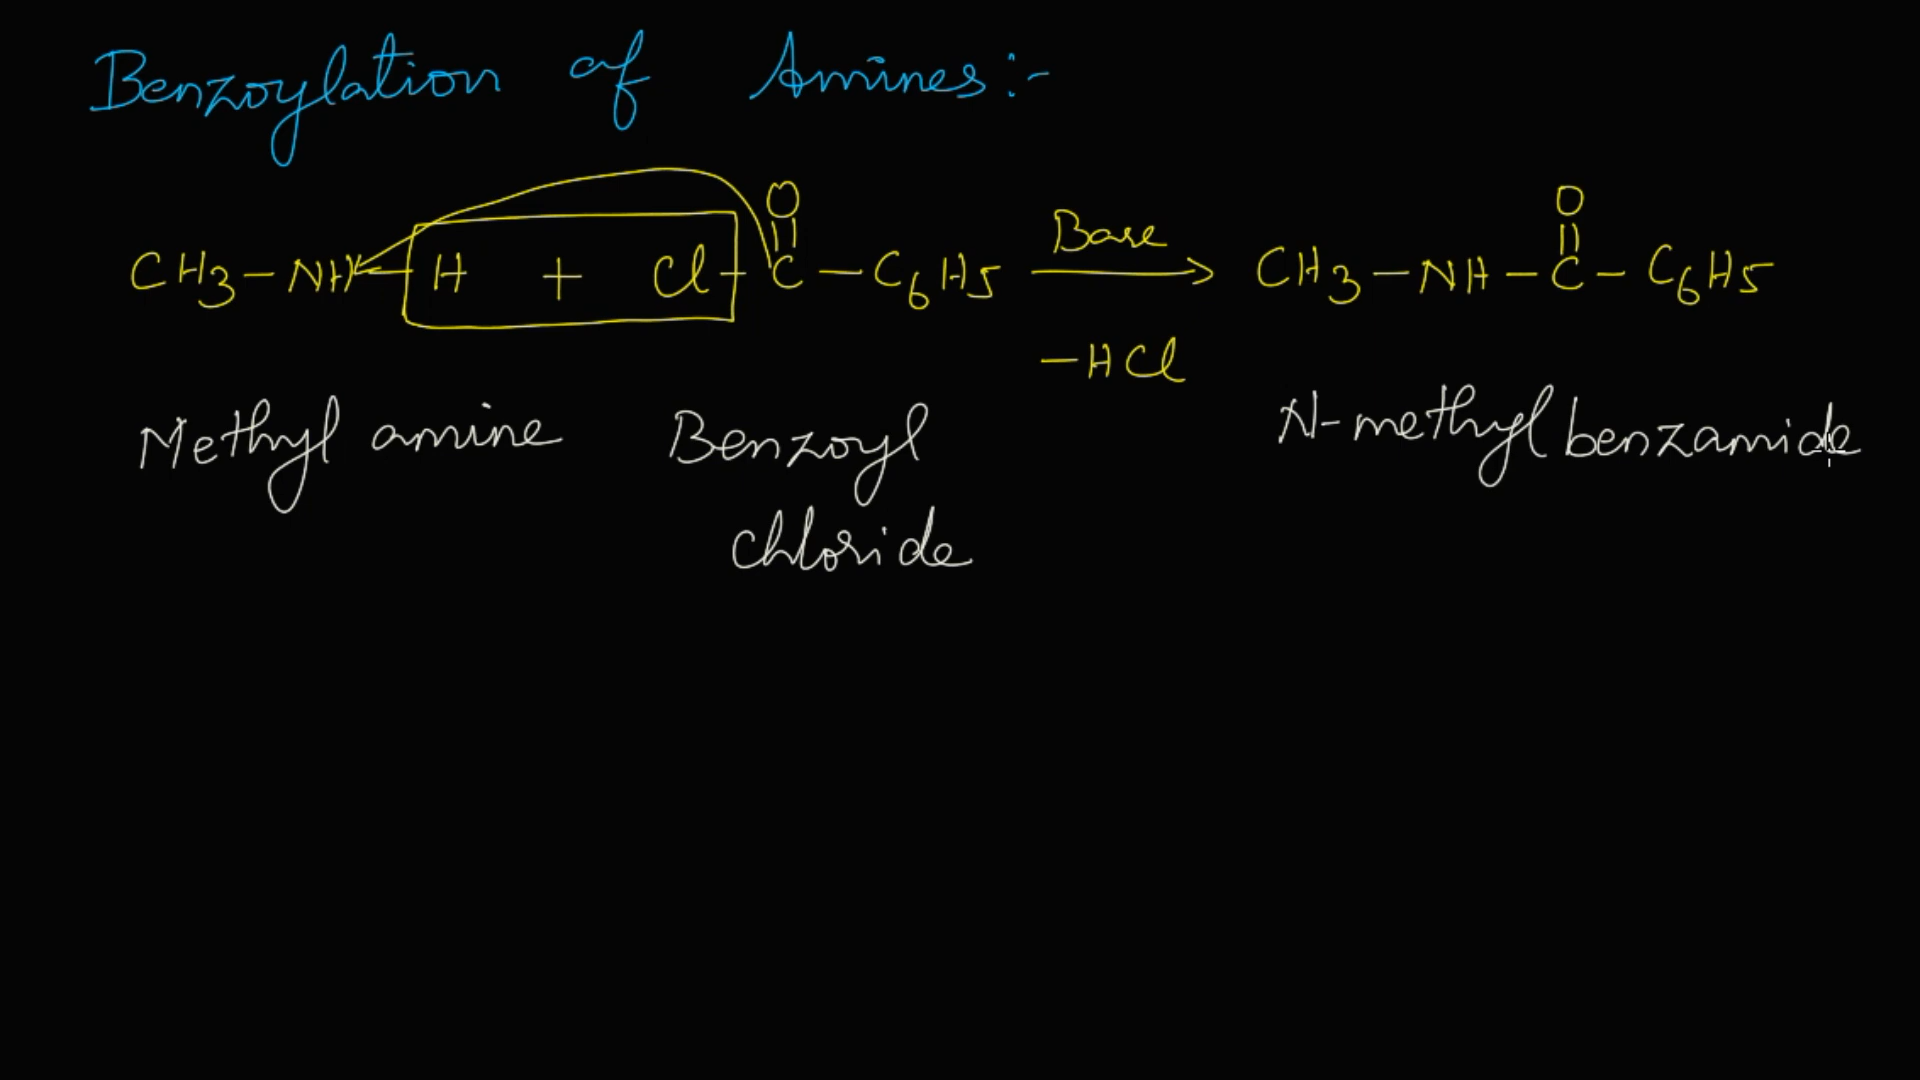 Benzoylation of Amines:-
O O
CH3-NH-H + Cl-C-C6H5 Base CH3-NH-C-C6H5
-HCl
Methyl amine Benzoyl N-methyl benzamide
chloride